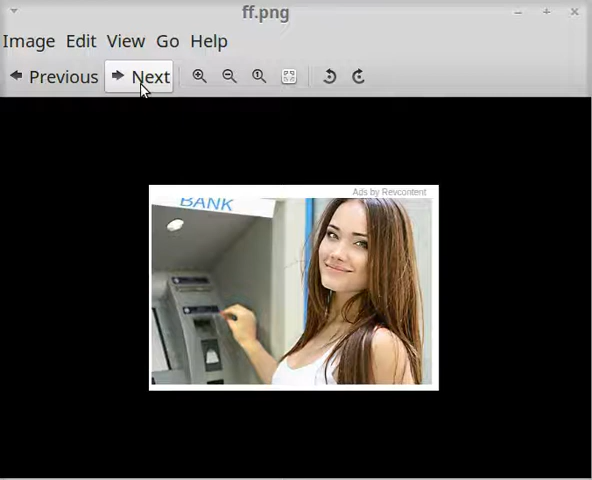 ff.png
Image Edit View Go Help
Previous Next
Ads by Revcontent
BANK